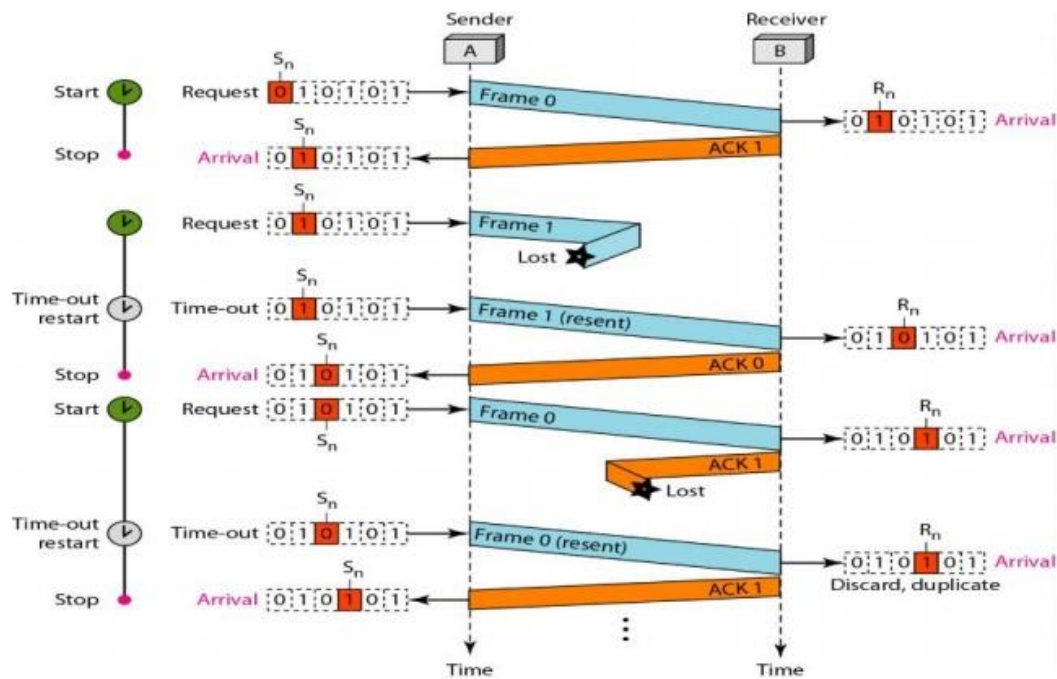 Sender
Receiver
A
B
Sn
Start
Request
0 1 0 1 0 1
Frame 0
Rn
0 1 0 1 0 1
Arrival
Sn
Stop
Arrival
0 1 0 1 0 1
ACK 1
Sn
Request
0 1 0 1 0 1
Frame 1
Lost
Sn
Time-out
restart
Time-out
0 1 0 1 0 1
Frame 1 (resent)
Rn
0 1 0 1 0 1
Arrival
Sn
Stop
Arrival
0 1 0 1 0 1
ACK 0
Start
Request
0 1 0 1 0 1
Sn
Frame 0
Rn
0 1 0 1 0 1
Arrival
ACK 1
Lost
Sn
Time-out
restart
Time-out
0 1 0 1 0 1
Frame 0 (resent)
Rn
0 1 0 1 0 1
Arrival
Discard, duplicate
Sn
Stop
Arrival
0 1 0 1 0 1
ACK 1
Time
Time